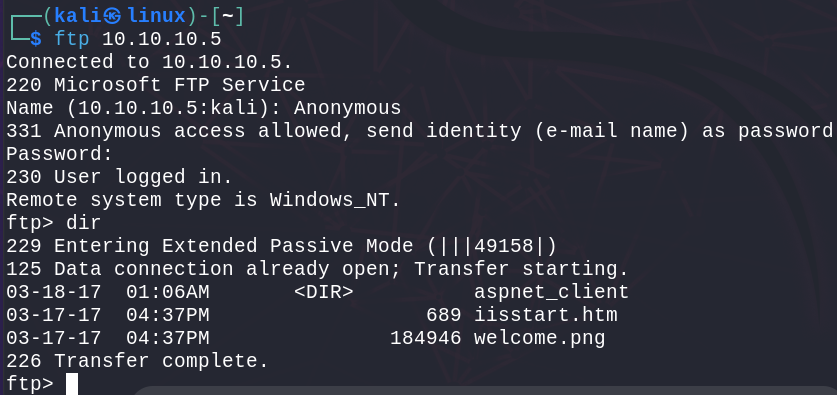 ┌──(kali㉿linux)-[~]
└─$ ftp 10.10.10.5
Connected to 10.10.10.5.
220 Microsoft FTP Service
Name (10.10.10.5:kali): Anonymous
331 Anonymous access allowed, send identity (e-mail name) as password
Password:
230 User logged in.
Remote system type is Windows_NT.
ftp> dir
229 Entering Extended Passive Mode (|||49158|)
125 Data connection already open; Transfer starting.
03-18-17  01:06AM       <DIR>          aspnet_client
03-17-17  04:37PM                  689 iisstart.htm
03-17-17  04:37PM               184946 welcome.png
226 Transfer complete.
ftp>